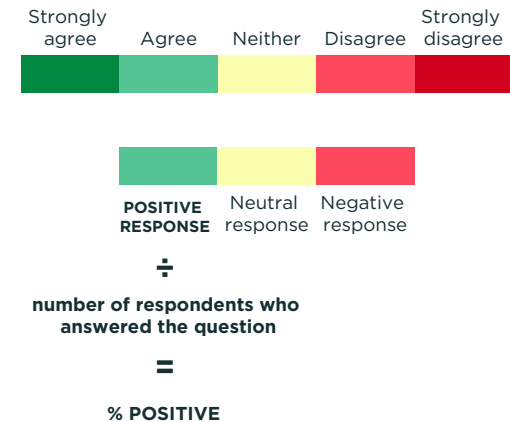 Strongly agree
Agree
Neither
Disagree
Strongly disagree
POSITIVE RESPONSE
Neutral response
Negative response
÷
number of respondents who
answered the question
=
% POSITIVE